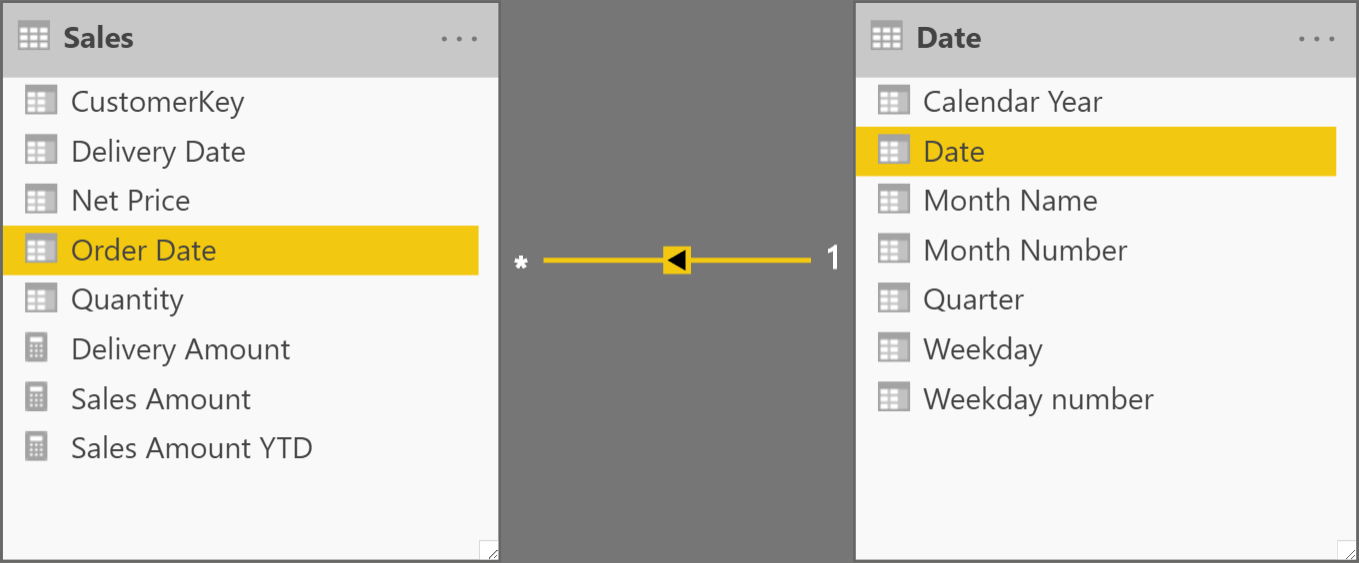 Sales
...
CustomerKey
Delivery Date
Net Price
Order Date
Quantity
Delivery Amount
Sales Amount
Sales Amount YTD
*
1
Date
...
Calendar Year
Date
Month Name
Month Number
Quarter
Weekday
Weekday number